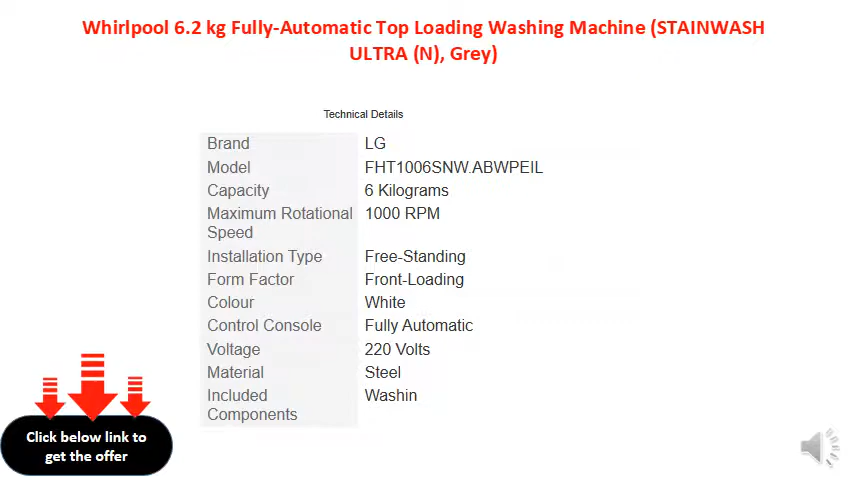 Whirlpool 6.2 kg Fully-Automatic Top Loading Washing Machine (STAINWASH
ULTRA (N), Grey)
Technical Details
Brand LG
Model FHT1006SNW.ABWPEIL
Capacity 6 Kilograms
Maximum Rotational 1000 RPM
Speed
Installation Type Free-Standing
Form Factor Front-Loading
Colour White
Control Console Fully Automatic
Voltage 220 Volts
Material Steel
Included Washin
Components
Click below link to
get the offer